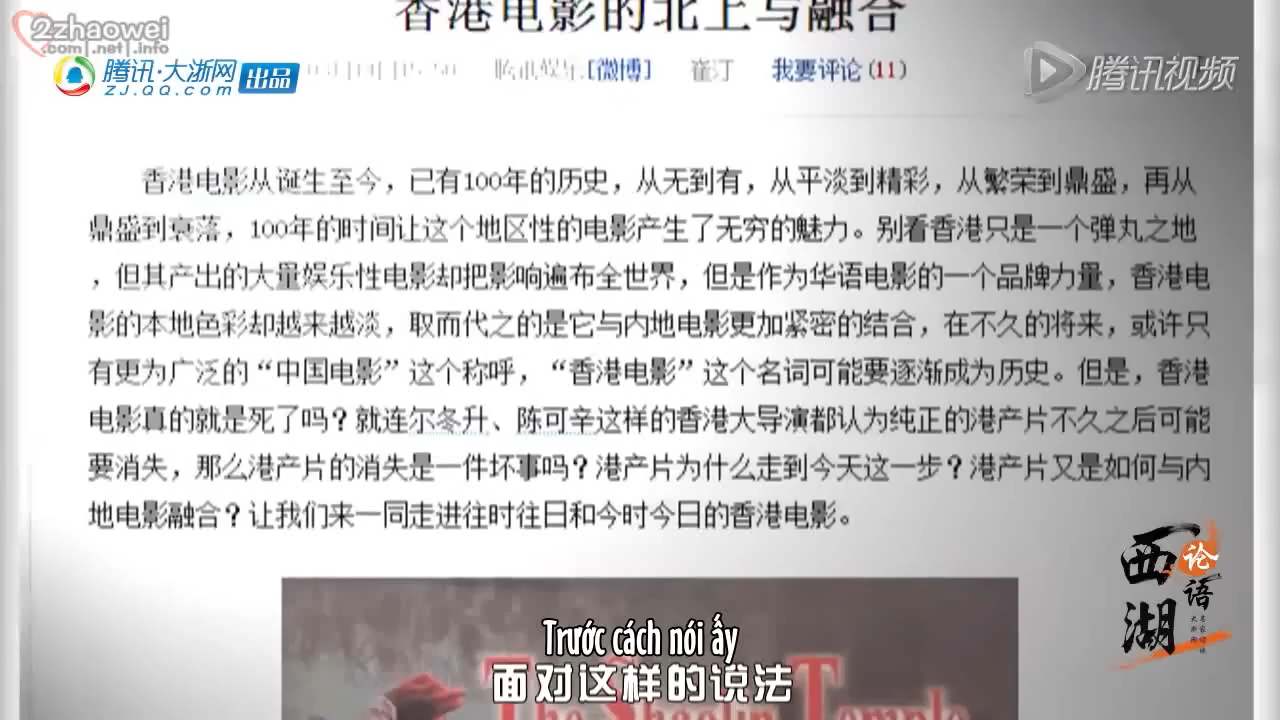 香港电影的北上与融合
2zhaowei
.com|.net|.info
腾讯·大浙网 出品
ZJ.QQ.COM
[微博] 崔汀 我要评论(11)
腾讯视频
香港电影从诞生至今，已有100年的历史，从无到有，从平淡到精彩，从繁荣到鼎盛，再从
鼎盛到衰落，100年的时间让这个地区性的电影产生了无穷的魅力。别看香港只是一个弹丸之地
，但其产出的大量娱乐性电影却把影响遍布全世界，但是作为华语电影的一个品牌力量，香港电
影的本地色彩却越来越淡，取而代之的是它与内地电影更加紧密的结合，在不久的将来，或许只
有更为广泛的“中国电影”这个称呼，“香港电影”这个名词可能要逐渐成为历史。但是，香港
电影真的就是死了吗？就连尔冬升、陈可辛这样的香港大导演都认为纯正的港产片不久之后可能
要消失，那么港产片的消失是一件坏事吗？港产片为什么走到今天这一步？港产片又是如何与内
地电影融合？让我们来一同走进往时往日和今时今日的香港电影。
西湖
论语
Trước cách nói ấy
面对这样的说法
The Shaolin Temple